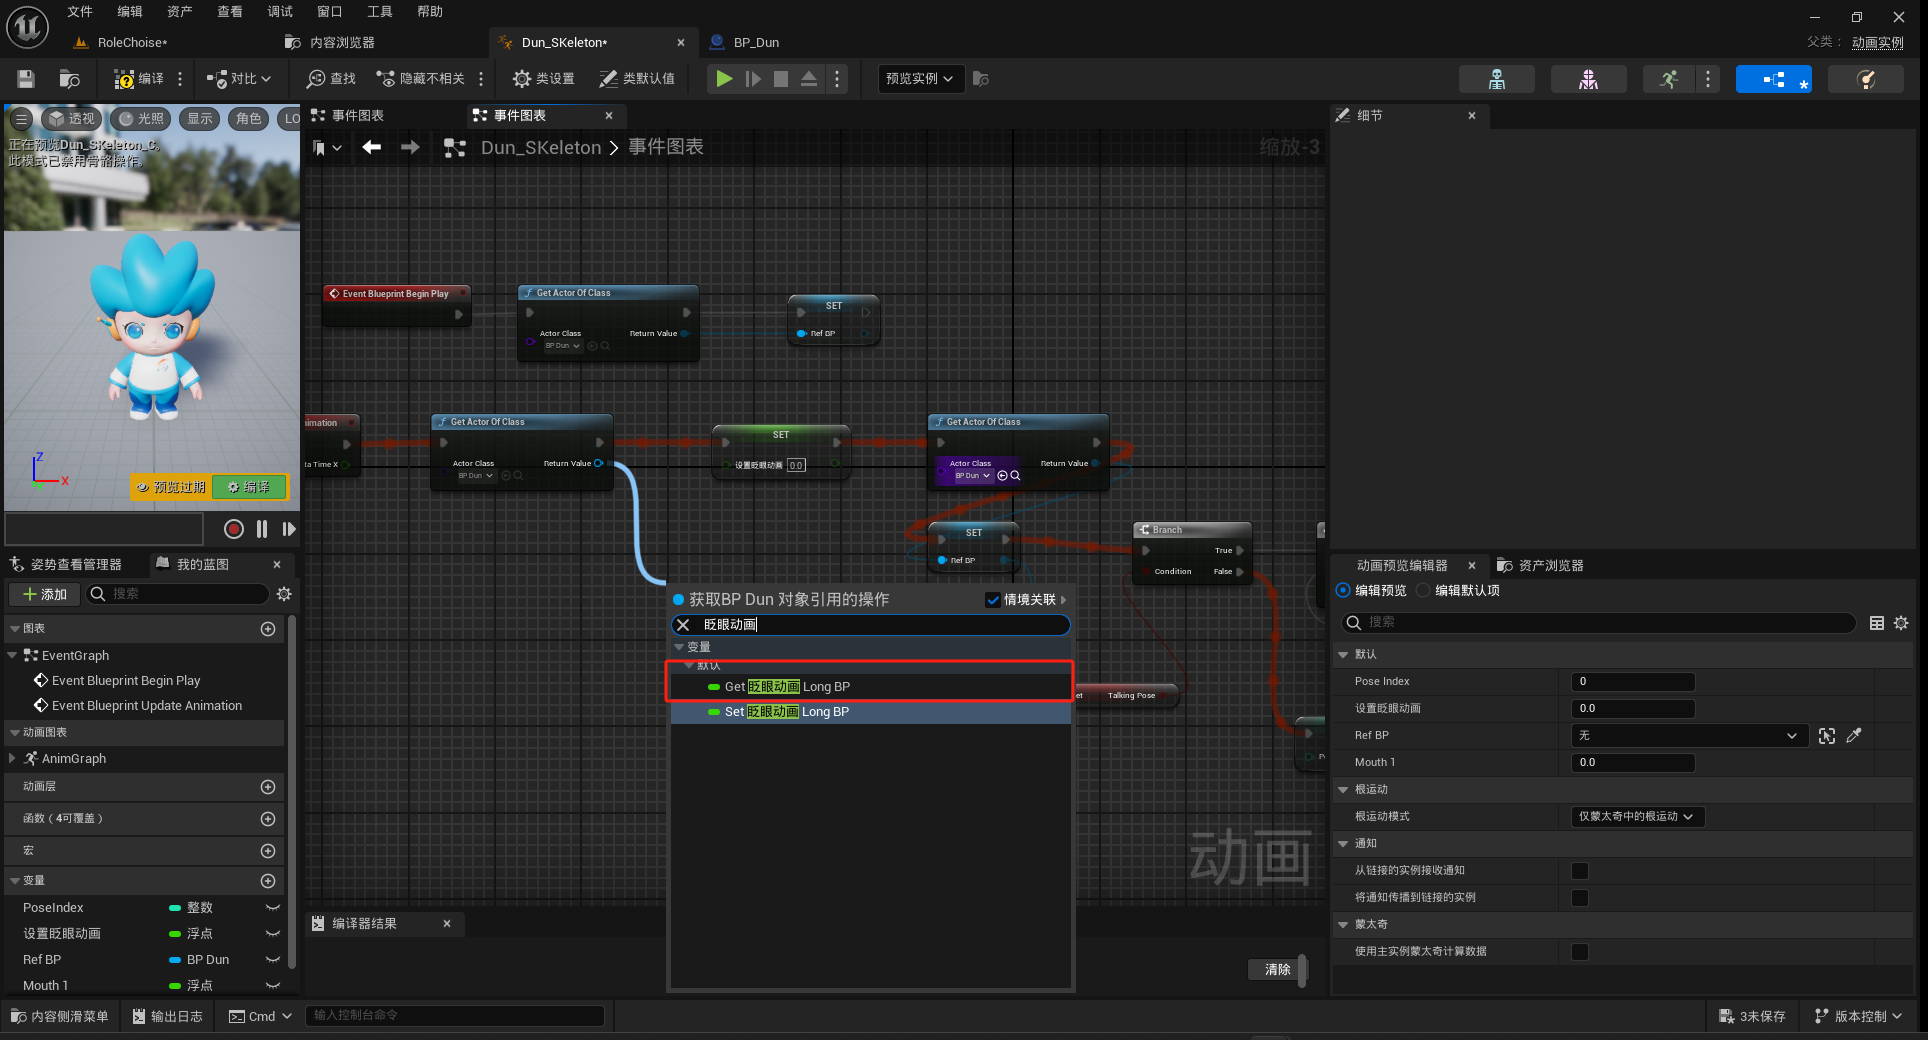 文件 编辑 资产 查看 调试 窗口 工具 帮助
RoleChoise* 内容浏览器 Dun_SKeleton* BP_Dun
父类： 动画实例
编译 对比 查找 隐藏不相关 类设置 类默认值 预览实例
透视 光照 显示 角色 LO
正在预览Dun_SKeleton_C。
此模式已禁用骨骼操作。
Z
X
预览过期 编译
事件图表 事件图表
Dun_SKeleton 事件图表
缩放-3
Event Blueprint Begin Play
Get Actor Of Class
Actor Class Return Value
BP Dun
SET
Ref BP
imation
ta Time X
Get Actor Of Class
Actor Class Return Value
BP Dun
SET
设置眨眼动画 0.0
Get Actor Of Class
Actor Class Return Value
BP Dun
SET
Ref BP
Branch
True
Condition False
et Talking Pose
P
动画
获取BP Dun 对象引用的操作 情境关联
眨眼动画
变量
默认
Get 眨眼动画 Long BP
Set 眨眼动画 Long BP
编译器结果
清除
姿势查看管理器 我的蓝图
添加 搜索
图表
EventGraph
Event Blueprint Begin Play
Event Blueprint Update Animation
动画图表
AnimGraph
动画层
函数（4可覆盖）
宏
变量
PoseIndex 整数
设置眨眼动画 浮点
Ref BP BP Dun
Mouth 1 浮点
细节
动画预览编辑器 资产浏览器
编辑预览 编辑默认项
搜索
默认
Pose Index 0
设置眨眼动画 0.0
Ref BP 无
Mouth 1 0.0
根运动
根运动模式 仅蒙太奇中的根运动
通知
从链接的实例接收通知
将通知传播到链接的实例
蒙太奇
使用主实例蒙太奇计算数据
内容侧滑菜单 输出日志 Cmd 输入控制台命令
3未保存 版本控制